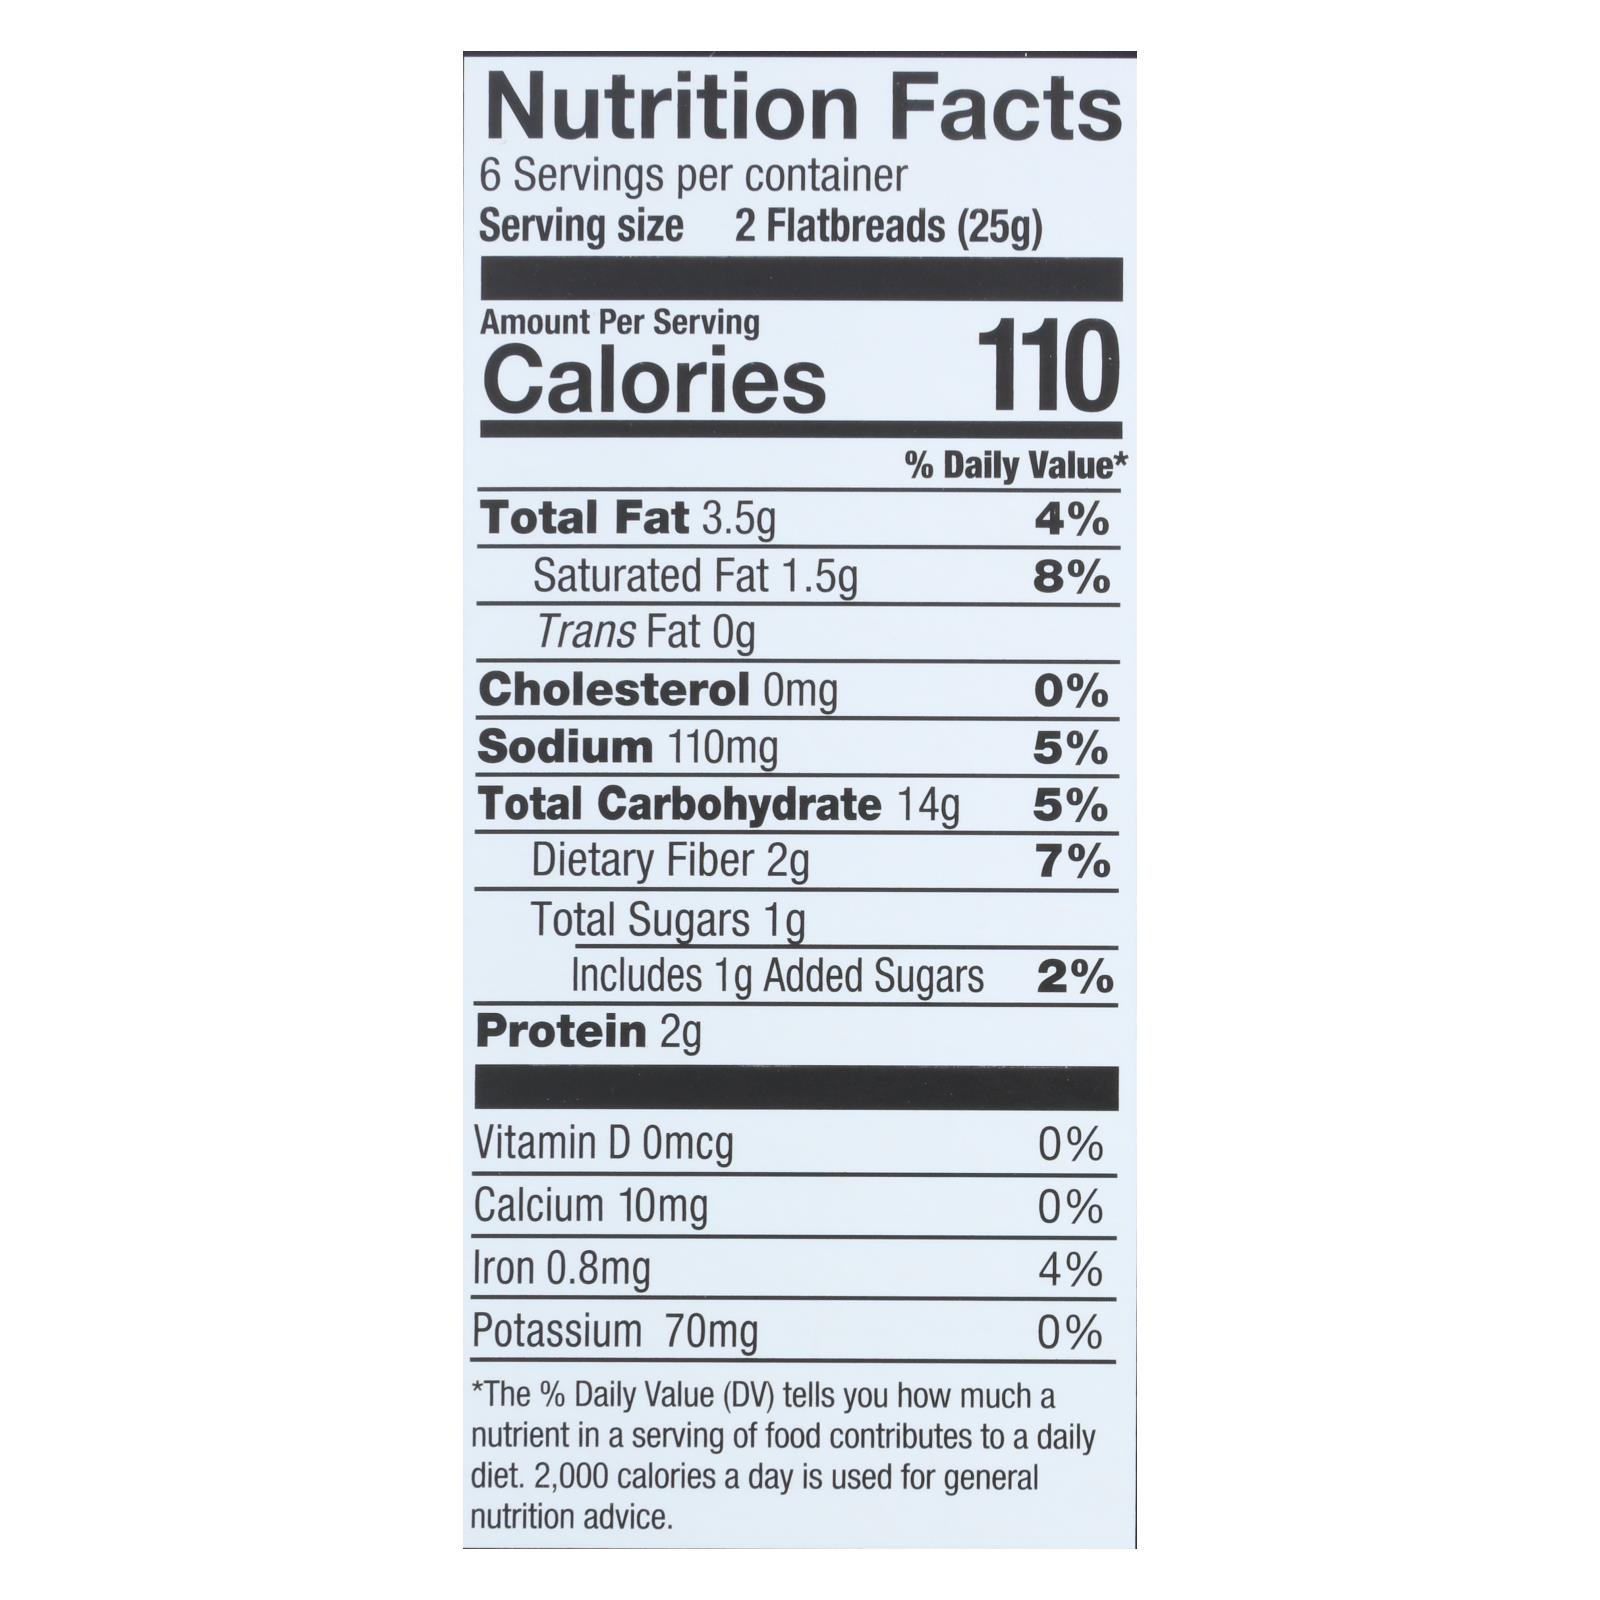 Nutrition Facts
6 Servings per container
Serving size 2 Flatbreads (25g)
Amount Per Serving
Calories 110
% Daily Value*
Total Fat 3.5g 4%
Saturated Fat 1.5g 8%
Trans Fat 0g
Cholesterol 0mg 0%
Sodium 110mg 5%
Total Carbohydrate 14g 5%
Dietary Fiber 2g 7%
Total Sugars 1g
Includes 1g Added Sugars 2%
Protein 2g
Vitamin D 0mcg 0%
Calcium 10mg 0%
Iron 0.8mg 4%
Potassium 70mg 0%
*The % Daily Value (DV) tells you how much a
nutrient in a serving of food contributes to a daily
diet. 2,000 calories a day is used for general
nutrition advice.